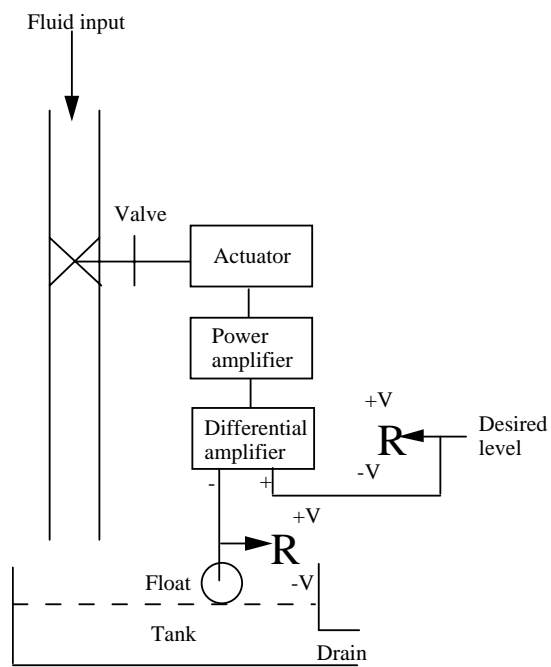 Fluid input
Valve
Actuator
Power
amplifier
Differential
amplifier
+V
R
-V
Desired
level
-
+
+V
R
-V
Float
Tank
Drain